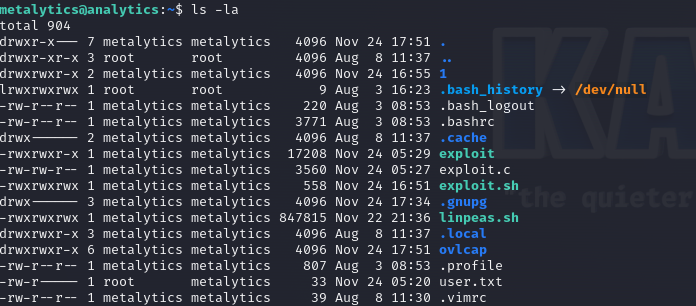 metalytics@analytics:~$ ls -la
total 904
drwxr-x--- 7 metalytics metalytics   4096 Nov 24 17:51 .
drwxr-xr-x 3 root       root         4096 Aug  8 11:37 ..
drwxrwxr-x 2 metalytics metalytics   4096 Nov 24 16:55 1
lrwxrwxrwx 1 root       root            9 Aug  3 16:23 .bash_history -> /dev/null
-rw-r--r-- 1 metalytics metalytics    220 Aug  3 08:53 .bash_logout
-rw-r--r-- 1 metalytics metalytics   3771 Aug  3 08:53 .bashrc
drwx------ 2 metalytics metalytics   4096 Aug  8 11:37 .cache
-rwxrwxr-x 1 metalytics metalytics  17208 Nov 24 05:29 exploit
-rw-rw-r-- 1 metalytics metalytics   3560 Nov 24 05:27 exploit.c
-rwxrwxrwx 1 metalytics metalytics    558 Nov 24 16:51 exploit.sh
drwx------ 3 metalytics metalytics   4096 Nov 24 17:34 .gnupg
-rwxrwxrwx 1 metalytics metalytics 847815 Nov 22 21:36 linpeas.sh
drwxrwxr-x 3 metalytics metalytics   4096 Aug  8 11:37 .local
drwxrwxr-x 6 metalytics metalytics   4096 Nov 24 17:51 ovlcap
-rw-r--r-- 1 metalytics metalytics    807 Aug  3 08:53 .profile
-rw-r----- 1 root       metalytics     33 Nov 24 05:20 user.txt
-rw-r--r-- 1 metalytics metalytics     39 Aug  8 11:30 .vimrc
KA
the quieter